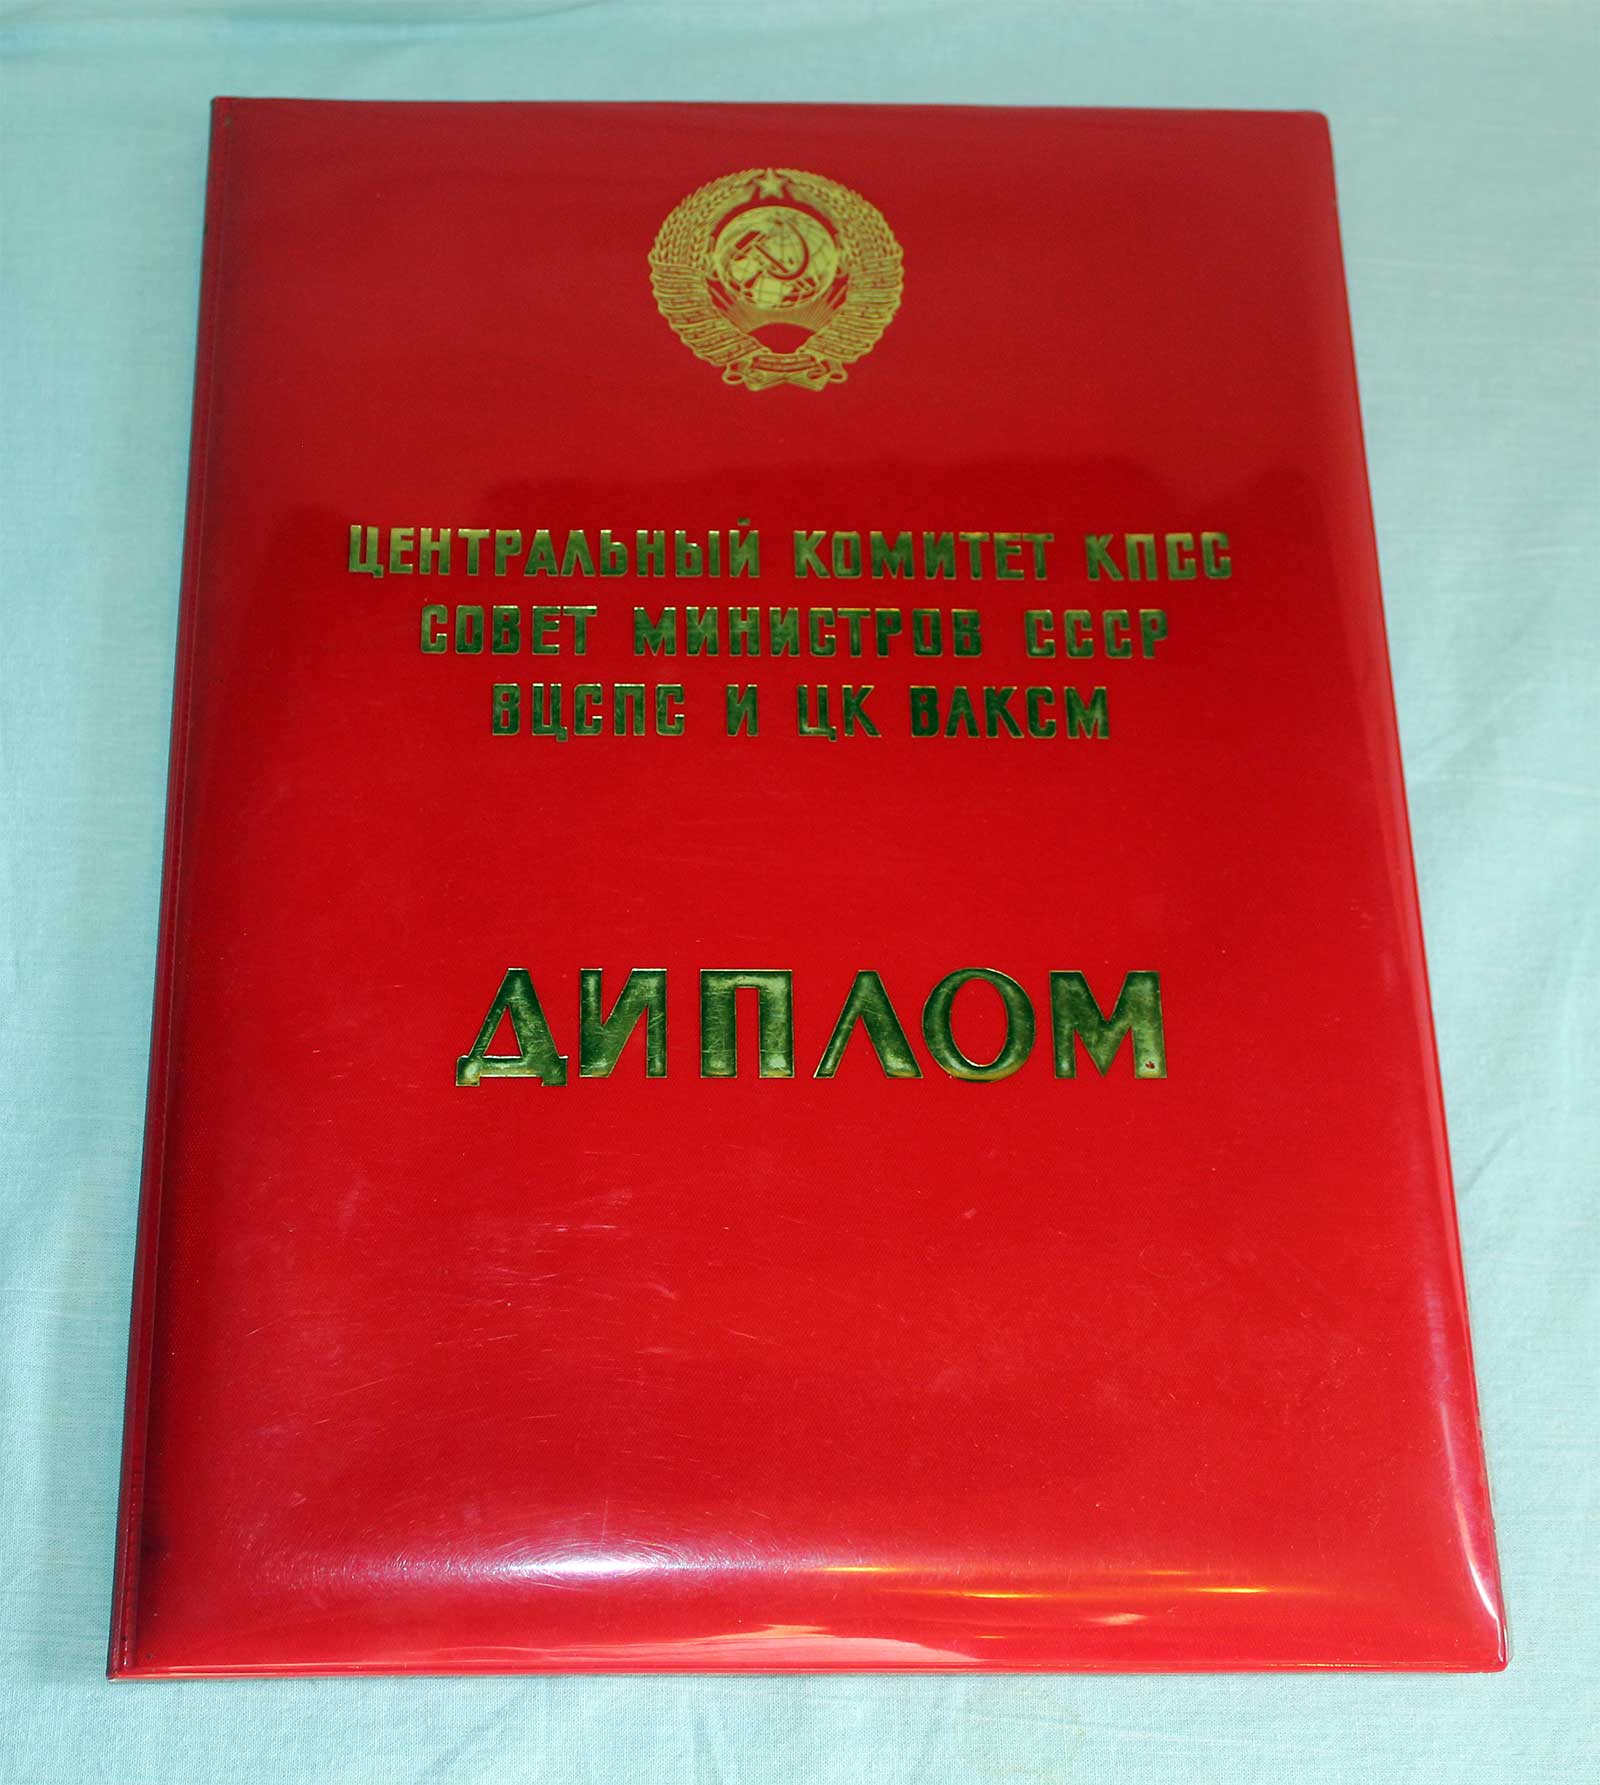 ЦЕНТРАЛЬНЫЙ КОМИТЕТ КПСС
СОВЕТ МИНИСТРОВ СССР
ВЦСПС И ЦК ВЛКСМ
ДИПЛОМ